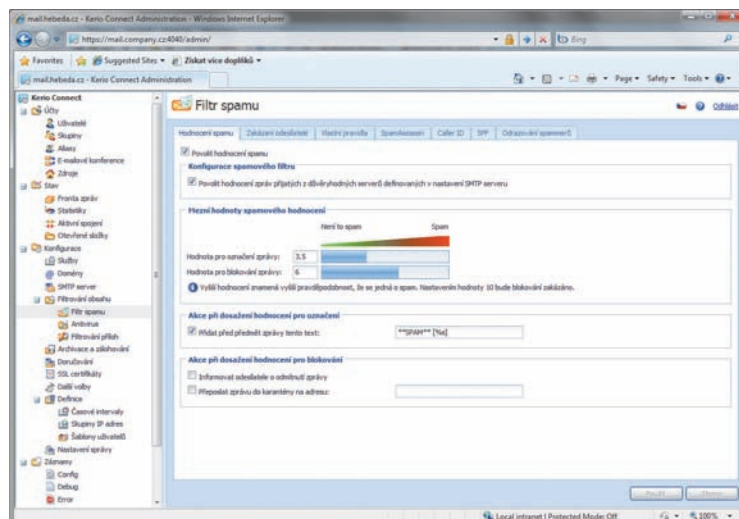 mail.hebeda.cz - Kerio Connect Administration - Windows Internet Explorer
https://mail.company.cz:4040/admin/
Bing
Favorites
Suggested Sites
Získat více doplňků
mail.hebeda.cz - Kerio Connect Administration
Page
Safety
Tools
Kerio Connect
Účty
Uživatelé
Skupiny
Aliasy
E-mailové konference
Zdroje
Stav
Fronta zpráv
Statistiky
Aktivní spojení
Otevřené složky
Konfigurace
Služby
Domény
SMTP server
Filtrování obsahu
Filtr spamu
Antivirus
Filtrování příloh
Archivace a zálohování
Doručování
SSL certifikáty
Další volby
Definice
Časové intervaly
Skupiny IP adres
Šablony uživatelů
Nastavení správy
Záznamy
Config
Debug
Error
Filtr spamu
Odhlásit
Hodnocení spamu
Zakázaní odesílatelé
Vlastní pravidla
SpamAssassin
Caller ID
SPF
Odrazování spammerů
Povolit hodnocení spamu
Konfigurace spamového filtru
Povolit hodnocení zpráv přijatých z důvěryhodných serverů definovaných v nastavení SMTP serveru
Mezní hodnoty spamového hodnocení
Není to spam
Spam
Hodnota pro označení zprávy: 3.5
Hodnota pro blokování zprávy: 6
Vyšší hodnocení znamená vyšší pravděpodobnost, že se jedná o spam. Nastavením hodnoty 10 bude blokování zakázáno.
Akce při dosažení hodnocení pro označení
Přidat před předmět zprávy tento text: **SPAM** [%s]
Akce při dosažení hodnocení pro blokování
Informovat odesílatele o odmítnutí zprávy
Přeposlat zprávu do karantény na adresu:
Použít
Local intranet | Protected Mode: Off
100%